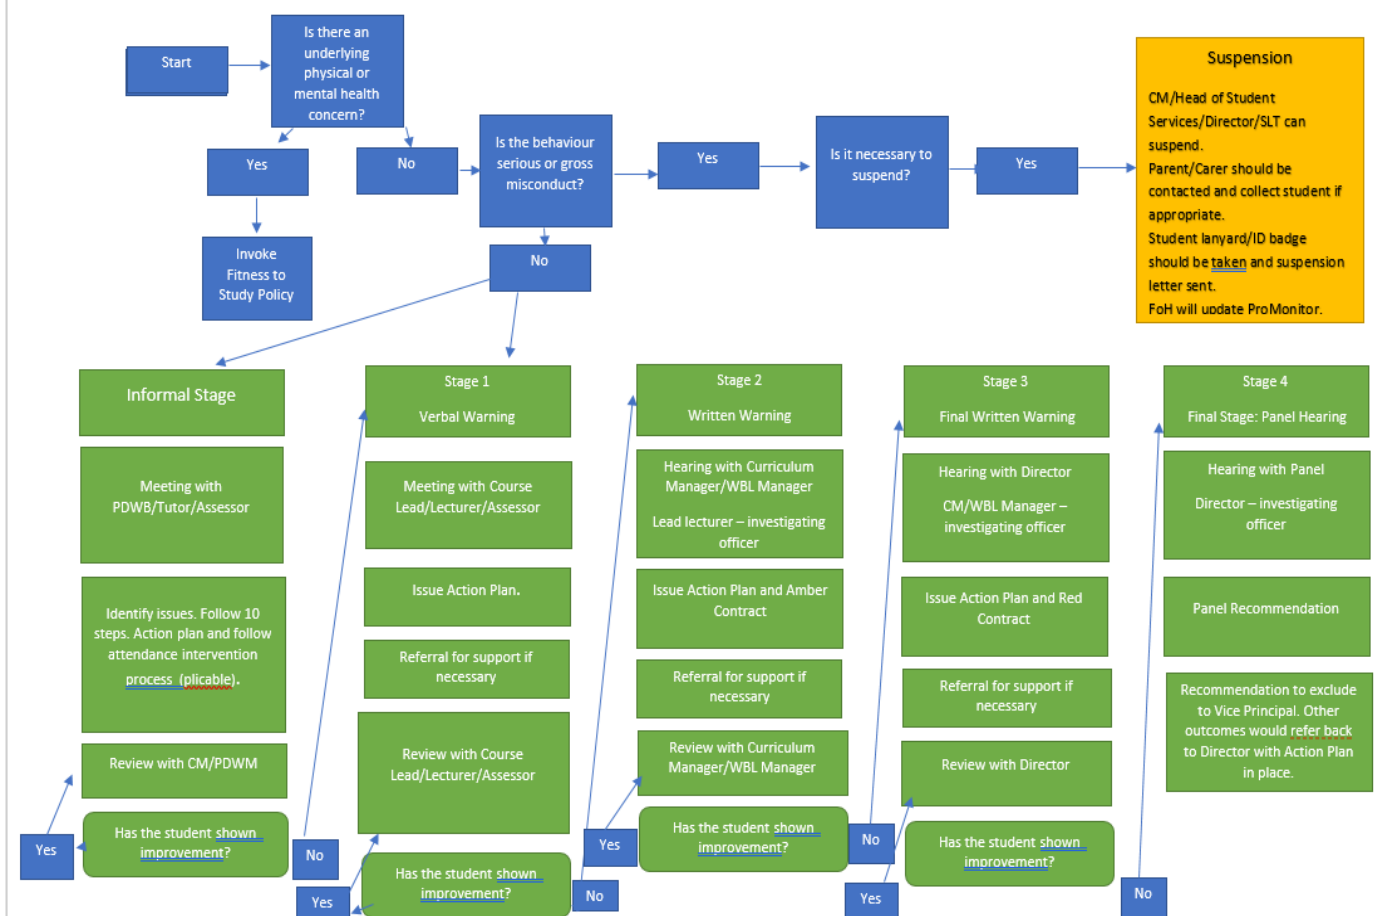 Start
Is there an
underlying
physical or
mental health
concern?
Yes
No
Invoke
Fitness to
Study Policy
Is the behaviour
serious or gross
misconduct?
Yes
No
Is it necessary to
suspend?
Yes
Suspension
CM/Head of Student
Services/Director/SLT can
suspend.
Parent/Carer should be
contacted and collect student if
appropriate.
Student lanyard/ID badge
should be taken and suspension
letter sent.
FoH will update ProMonitor.
Informal Stage
Meeting with
PDWB/Tutor/Assessor
Identify issues. Follow 10
steps. Action plan and follow
attendance intervention
process (plicable).
Review with CM/PDWM
Has the student shown
improvement?
Yes
No
Stage 1
Verbal Warning
Meeting with Course
Lead/Lecturer/Assessor
Issue Action Plan.
Referral for support if
necessary
Review with Course
Lead/Lecturer/Assessor
Has the student shown
improvement?
Yes
No
Stage 2
Written Warning
Hearing with Curriculum
Manager/WBL Manager
Lead lecturer – investigating
officer
Issue Action Plan and Amber
Contract
Referral for support if
necessary
Review with Curriculum
Manager/WBL Manager
Has the student shown
improvement?
Yes
No
Stage 3
Final Written Warning
Hearing with Director
CM/WBL Manager –
investigating officer
Issue Action Plan and Red
Contract
Referral for support if
necessary
Review with Director
Has the student shown
improvement?
Yes
No
Stage 4
Final Stage: Panel Hearing
Hearing with Panel
Director – investigating
officer
Panel Recommendation
Recommendation to exclude
to Vice Principal. Other
outcomes would refer back
to Director with Action Plan
in place.